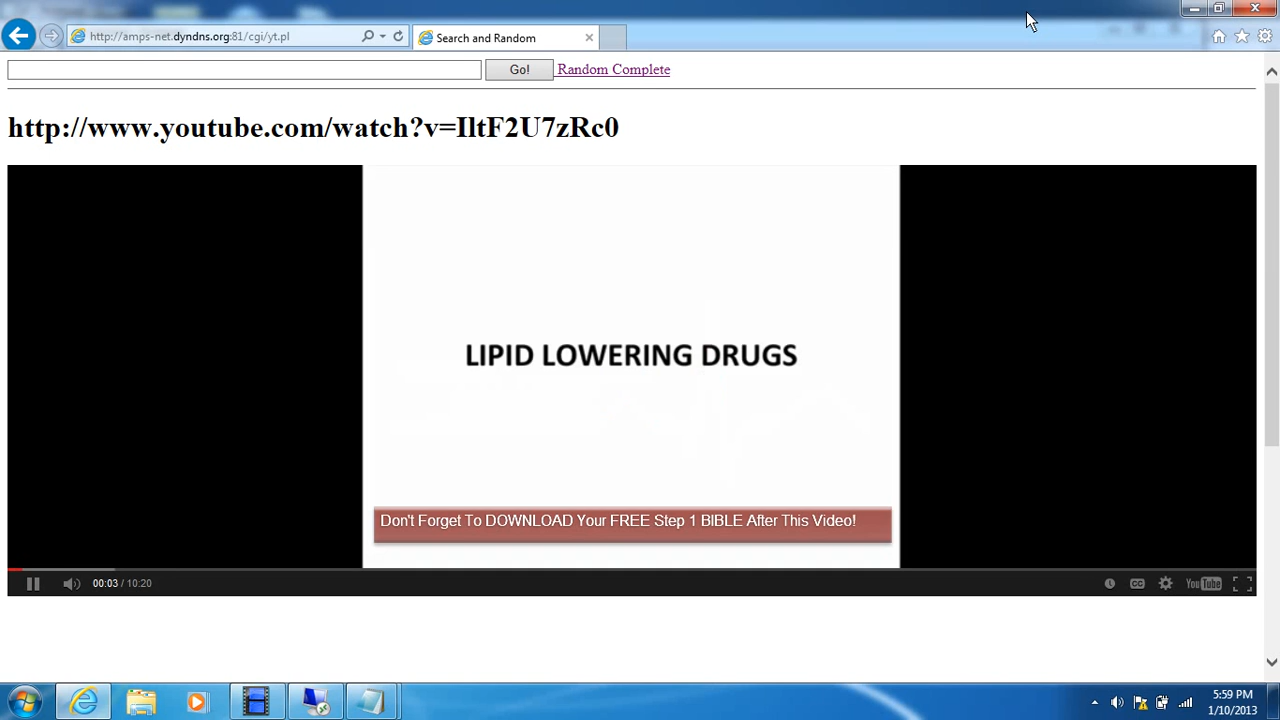 http://amps-net.dyndns.org:81/cgi/yt.pl
Search and Random
Go!
Random Complete
http://www.youtube.com/watch?v=IltF2U7zRc0
LIPID LOWERING DRUGS
Don't Forget To DOWNLOAD Your FREE Step 1 BIBLE After This Video!
00:03 / 10:20
CC
YouTube
5:59 PM
1/10/2013